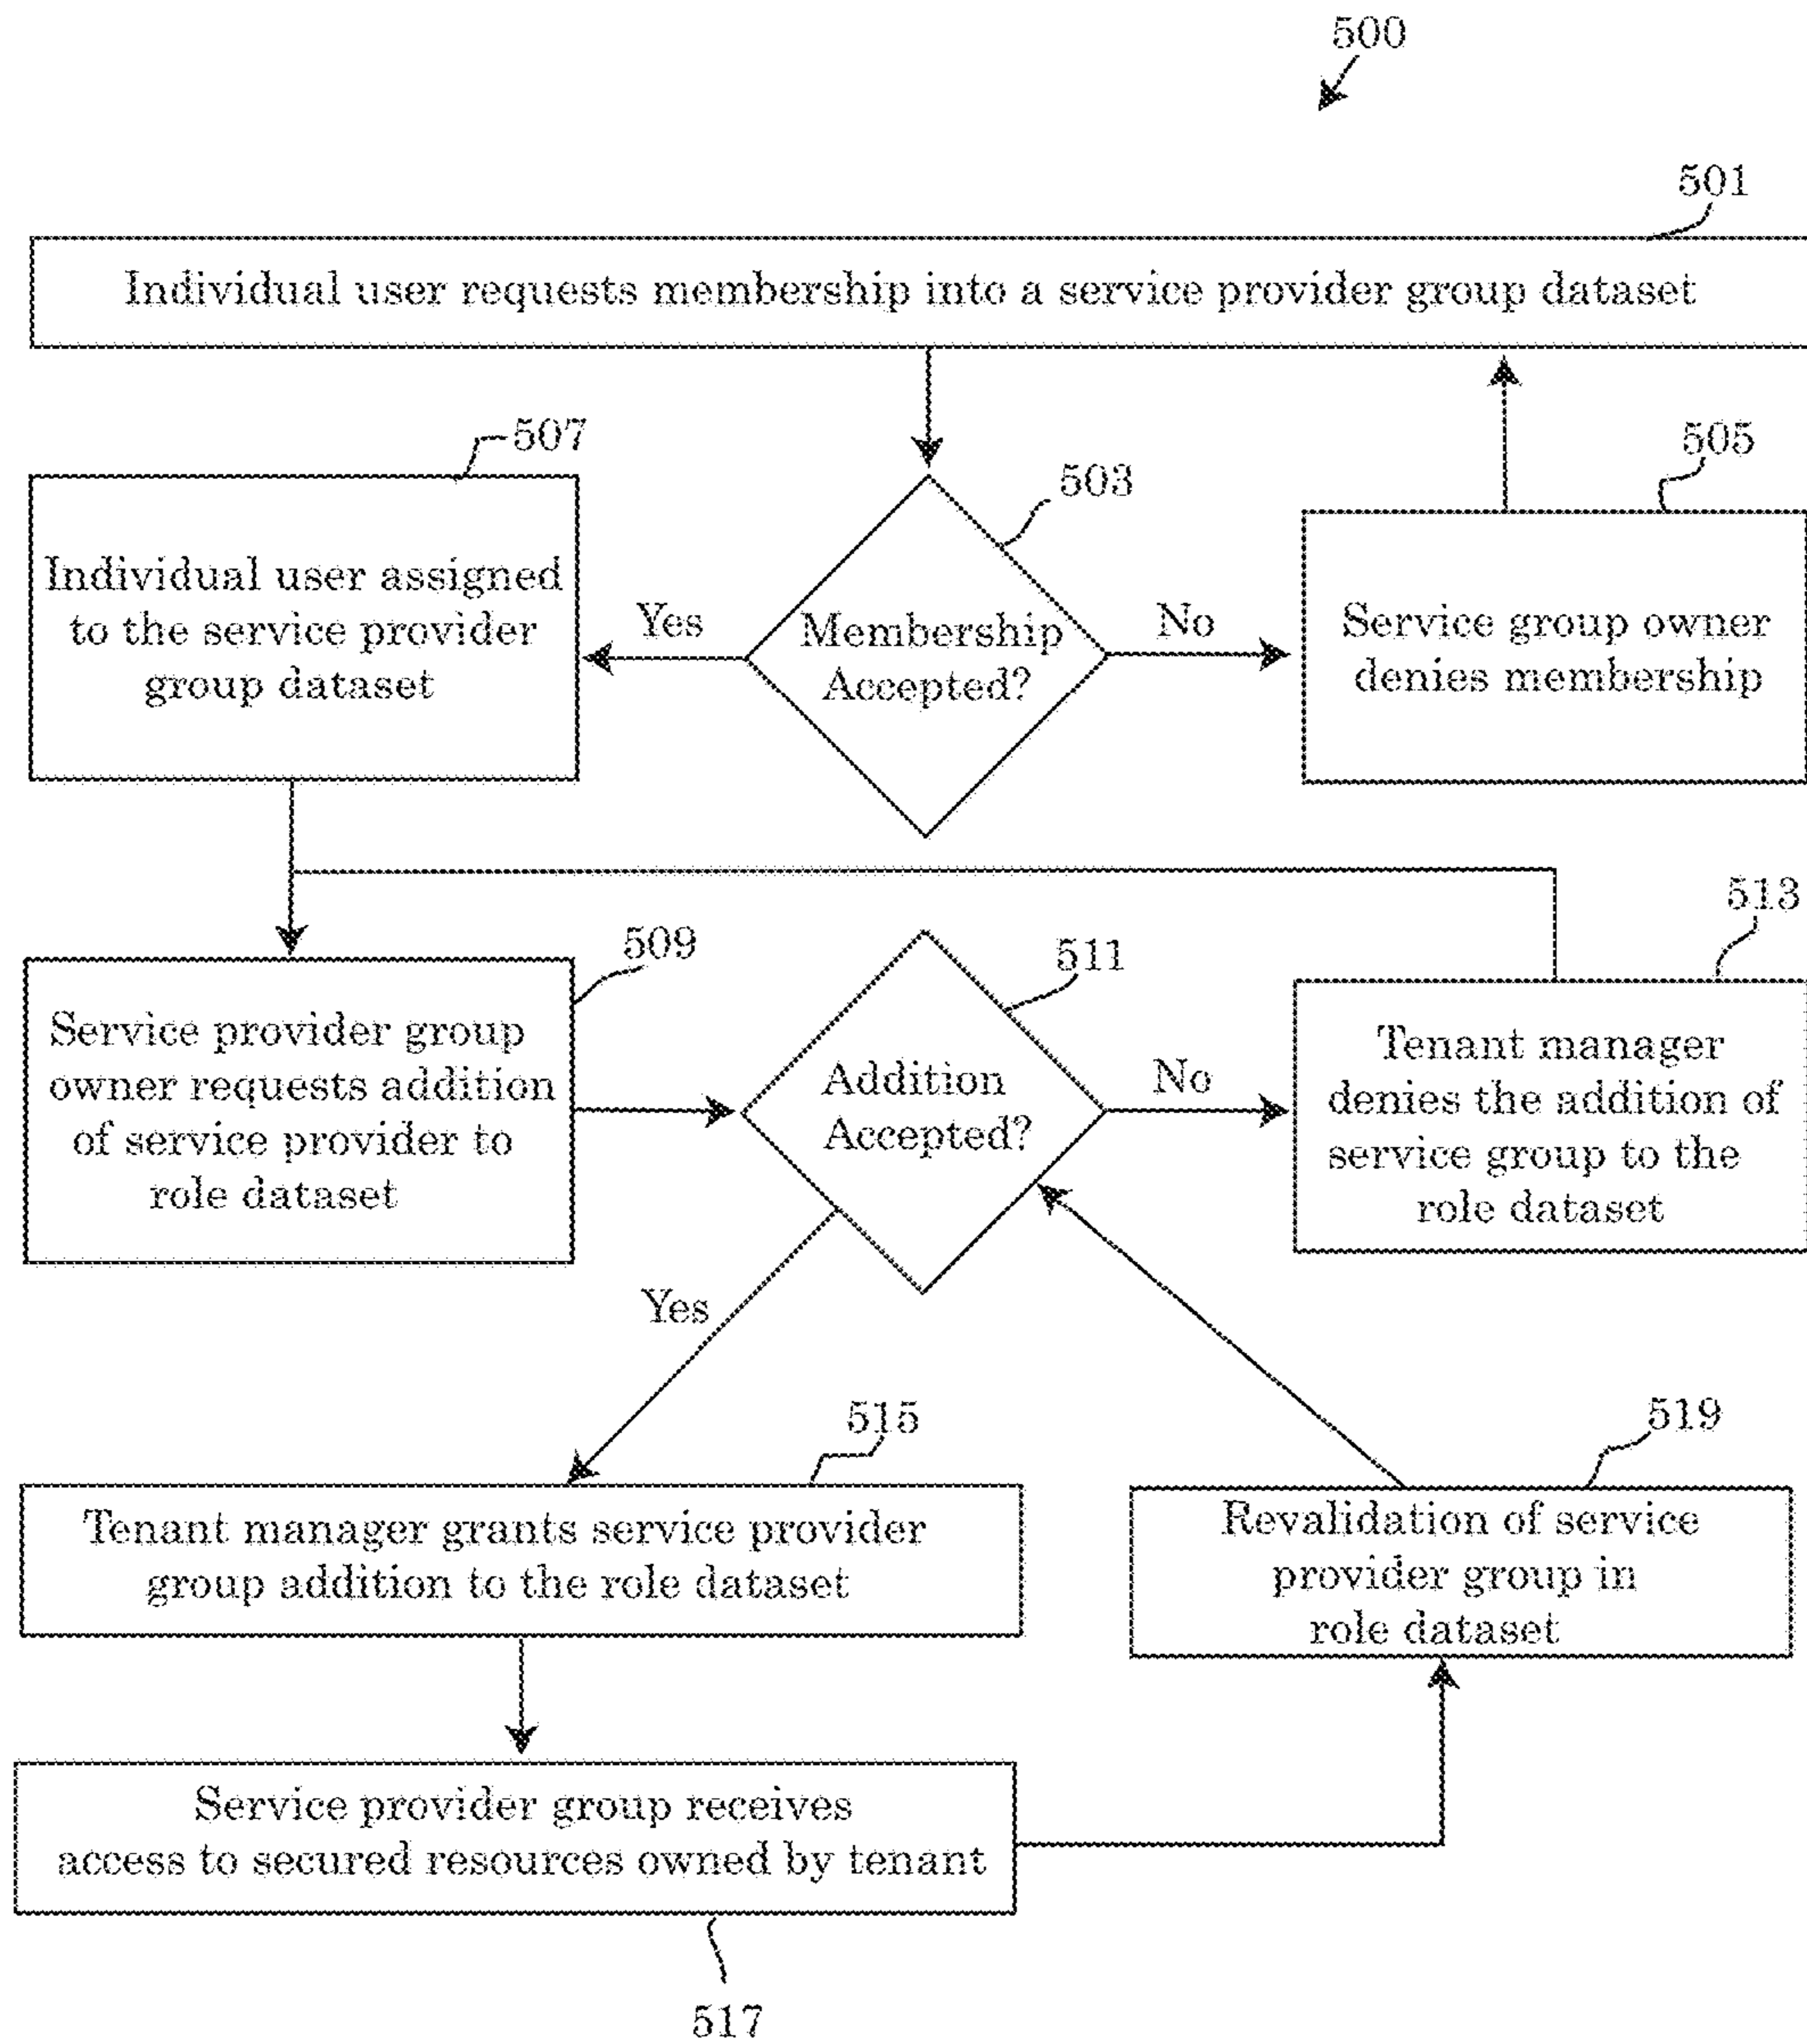 500
501
Individual user requests membership into a service provider group dataset
507
503
505
Individual user assigned
to the service provider
group dataset
Yes
Membership
Accepted?
No
Service group owner
denies membership
509
511
513
Service provider group
owner requests addition
of service provider to
role dataset
Addition
Accepted?
No
Tenant manager
denies the addition of
service group to the
role dataset
Yes
515
519
Tenant manager grants service provider
group addition to the role dataset
Revalidation of service
provider group in
role dataset
Service provider group receives
access to secured resources owned by tenant
517